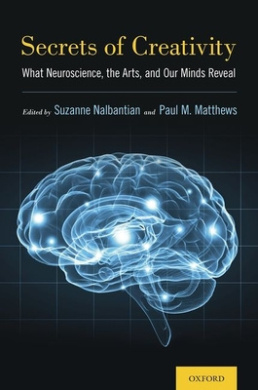 Secrets of Creativity
What Neuroscience, the Arts, and Our Minds Reveal
Edited by Suzanne Nalbantian and Paul M. Matthews
OXFORD